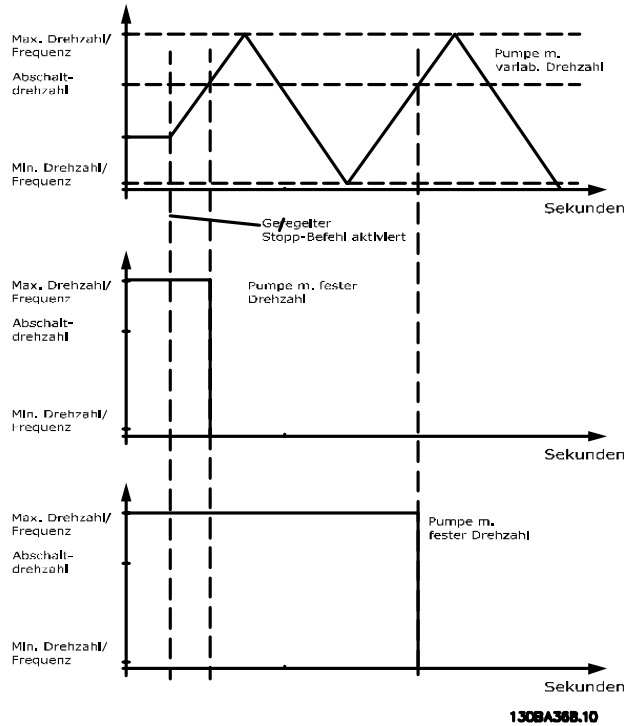 Max. Drehzahl/
Frequenz
Pumpe m.
variab. Drehzahl
Abschalt-
drehzahl
Min. Drehzahl/
Frequenz
Sekunden
Geregelter
Stopp-Befehl aktiviert
Max. Drehzahl/
Frequenz
Pumpe m. fester
Drehzahl
Abschalt-
drehzahl
Min. Drehzahl/
Frequenz
Sekunden
Max. Drehzahl/
Frequenz
Pumpe m.
fester Drehzahl
Abschalt-
drehzahl
Min. Drehzahl/
Frequenz
Sekunden
130BA368.10